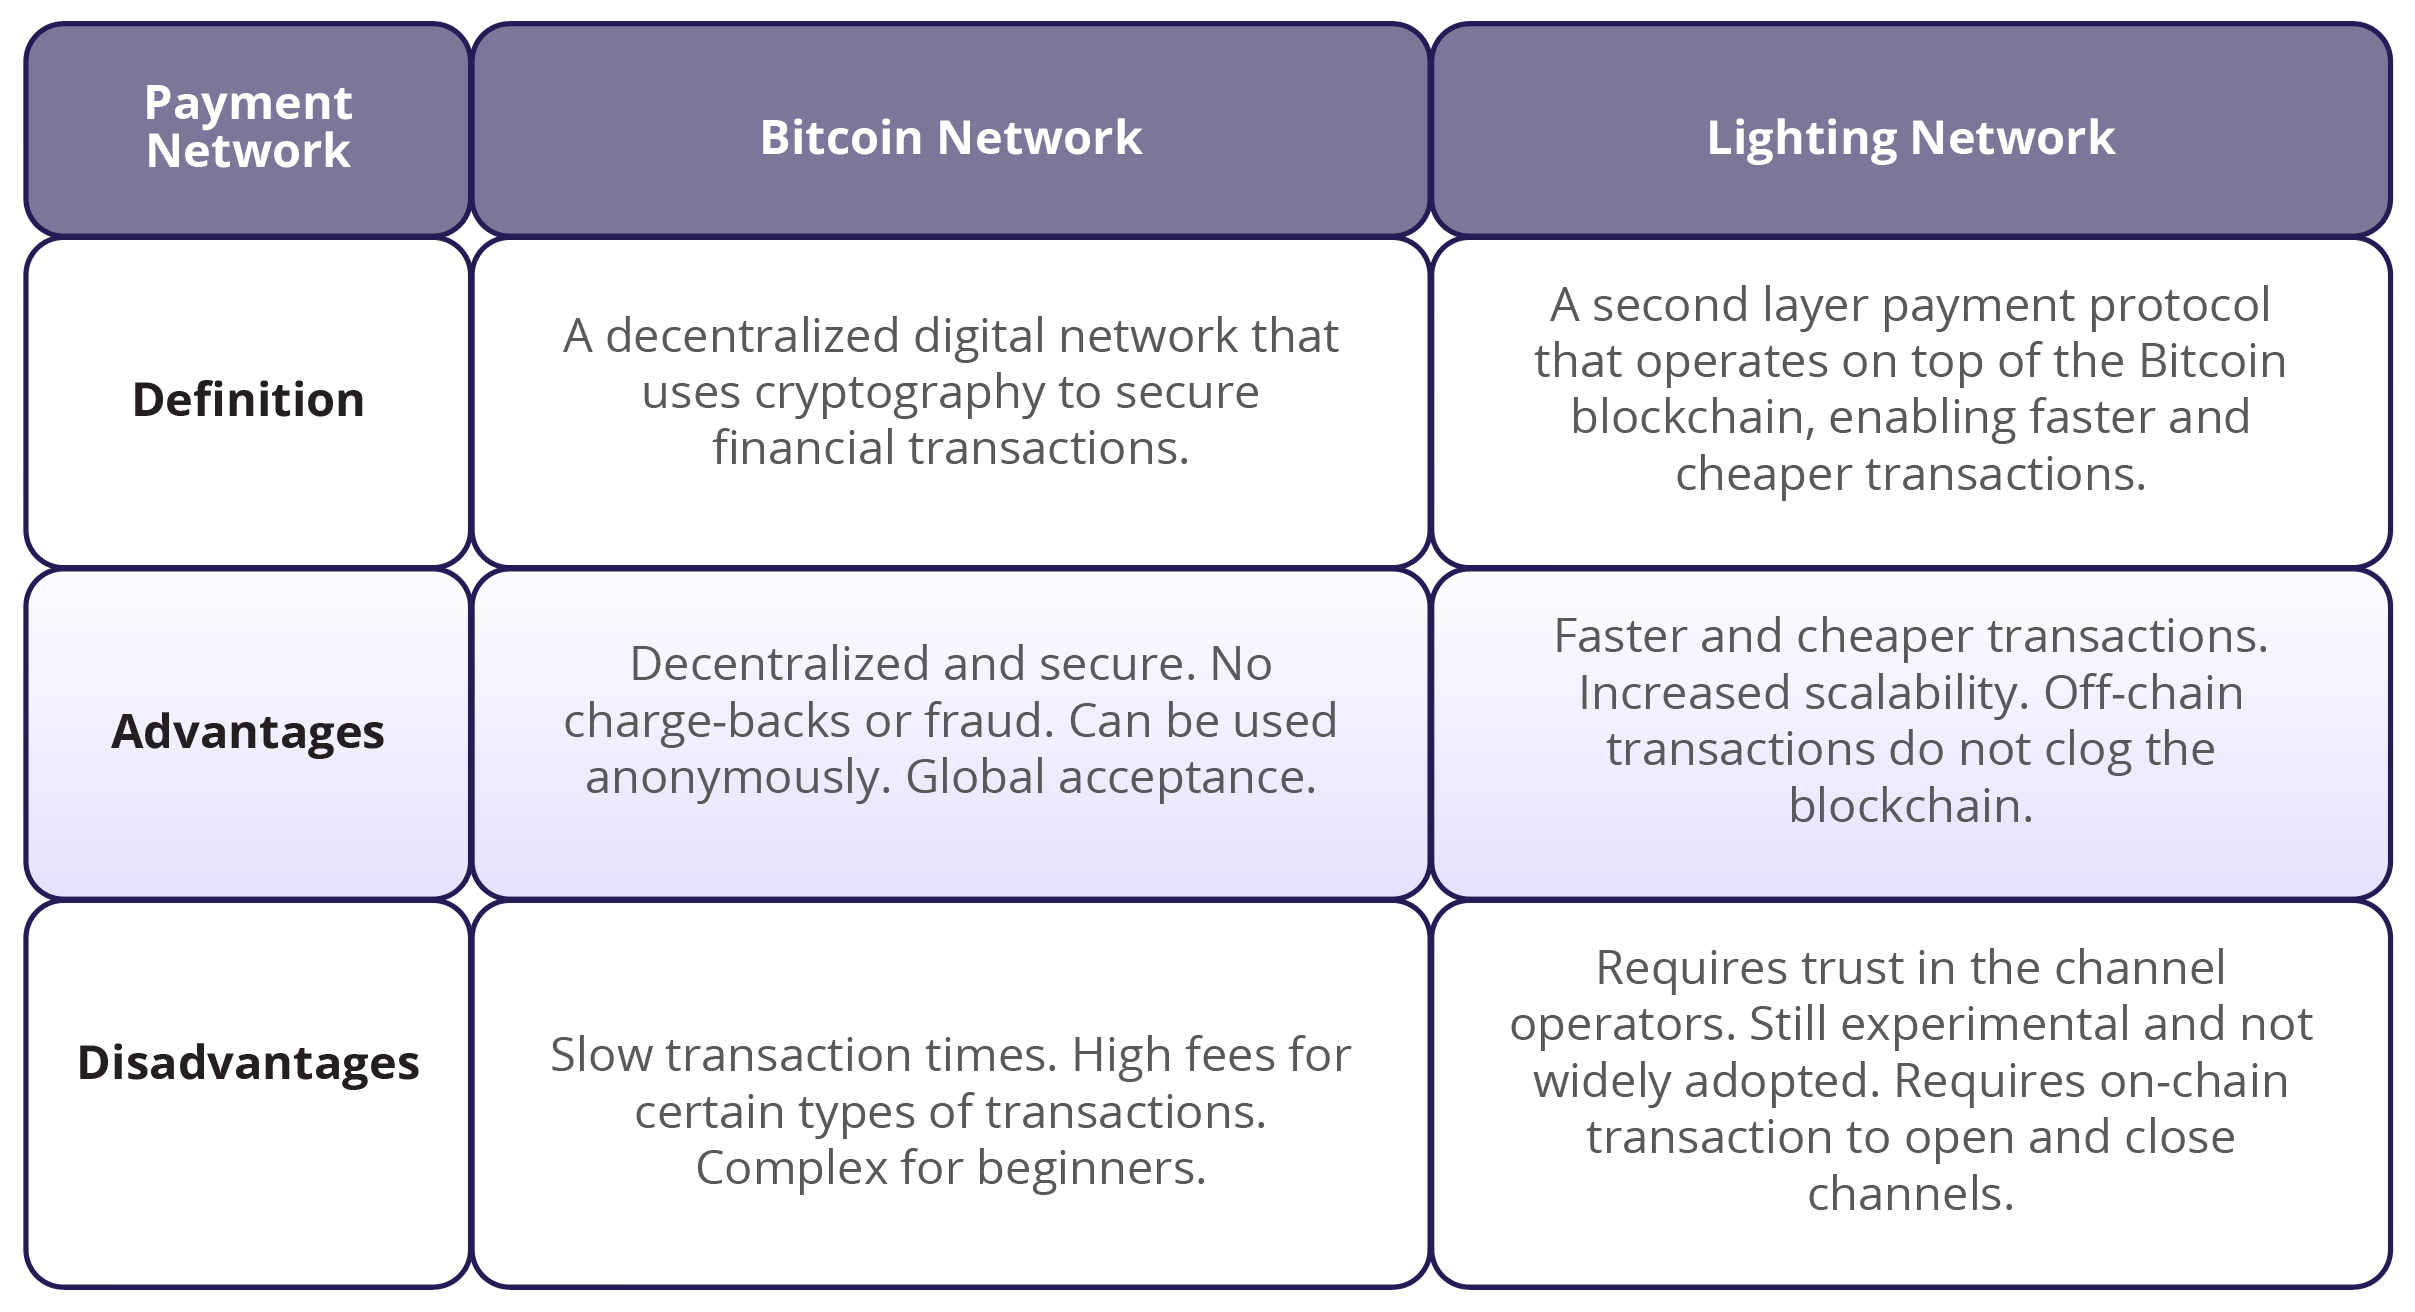 Payment
Network
Bitcoin Network
Lighting Network
Definition
A decentralized digital network that
uses cryptography to secure
financial transactions.
A second layer payment protocol
that operates on top of the Bitcoin
blockchain, enabling faster and
cheaper transactions.
Advantages
Decentralized and secure. No
charge-backs or fraud. Can be used
anonymously. Global acceptance.
Faster and cheaper transactions.
Increased scalability. Off-chain
transactions do not clog the
blockchain.
Disadvantages
Slow transaction times. High fees for
certain types of transactions.
Complex for beginners.
Requires trust in the channel
operators. Still experimental and not
widely adopted. Requires on-chain
transaction to open and close
channels.